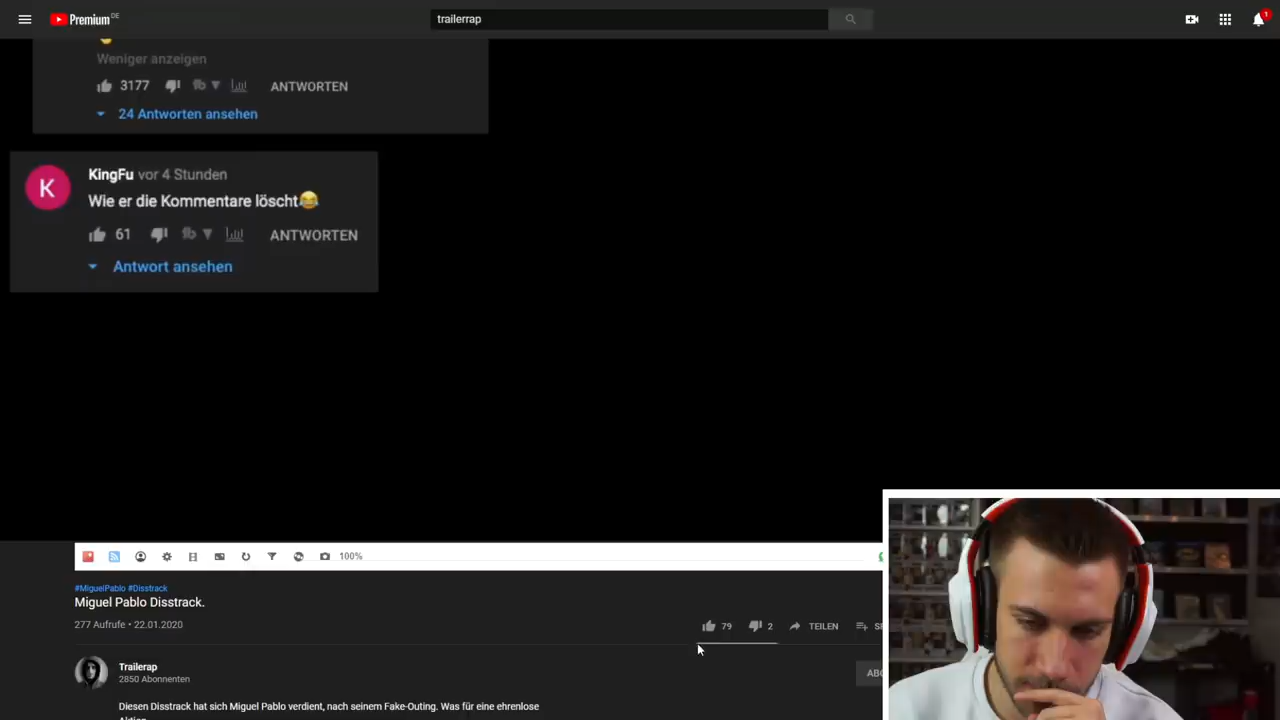 Premium DE
trailerrap
1
Weniger anzeigen
3177 ANTWORTEN
24 Antworten ansehen
K
KingFu vor 4 Stunden
Wie er die Kommentare löscht😂
61 ANTWORTEN
Antwort ansehen
100%
#MiguelPablo #Disstrack
Miguel Pablo Disstrack.
277 Aufrufe • 22.01.2020
79 2 TEILEN
Trailerap
2850 Abonnenten
Diesen Disstrack hat sich Miguel Pablo verdient, nach seinem Fake-Outing. Was für eine ehrenlose